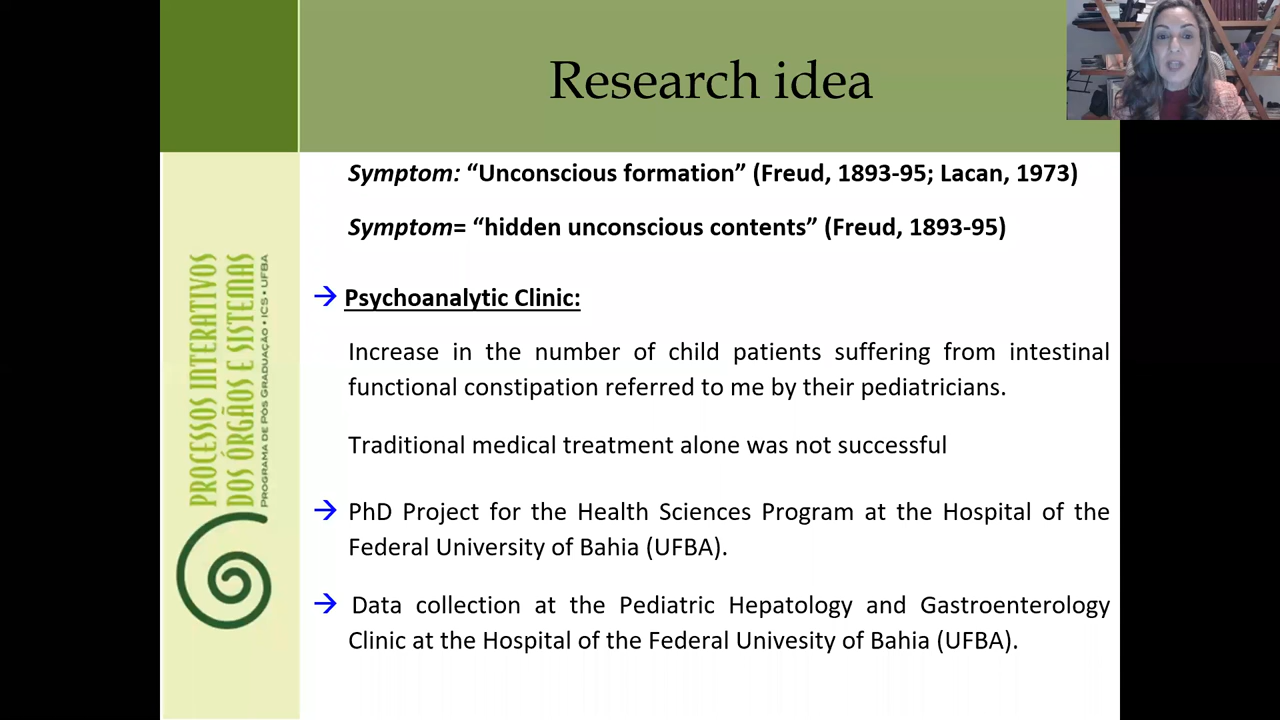 Research idea
Symptom: “Unconscious formation” (Freud, 1893-95; Lacan, 1973)
Symptom= “hidden unconscious contents” (Freud, 1893-95)
→ Psychoanalytic Clinic:
Increase in the number of child patients suffering from intestinal
functional constipation referred to me by their pediatricians.
Traditional medical treatment alone was not successful
→ PhD Project for the Health Sciences Program at the Hospital of the
Federal University of Bahia (UFBA).
→ Data collection at the Pediatric Hepatology and Gastroenterology
Clinic at the Hospital of the Federal Univesity of Bahia (UFBA).
PROCESSOS INTERATIVOS
DOS ÓRGÃOS E SISTEMAS
PROGRAMA DE PÓS GRADUAÇÃO • ICS • UFBA